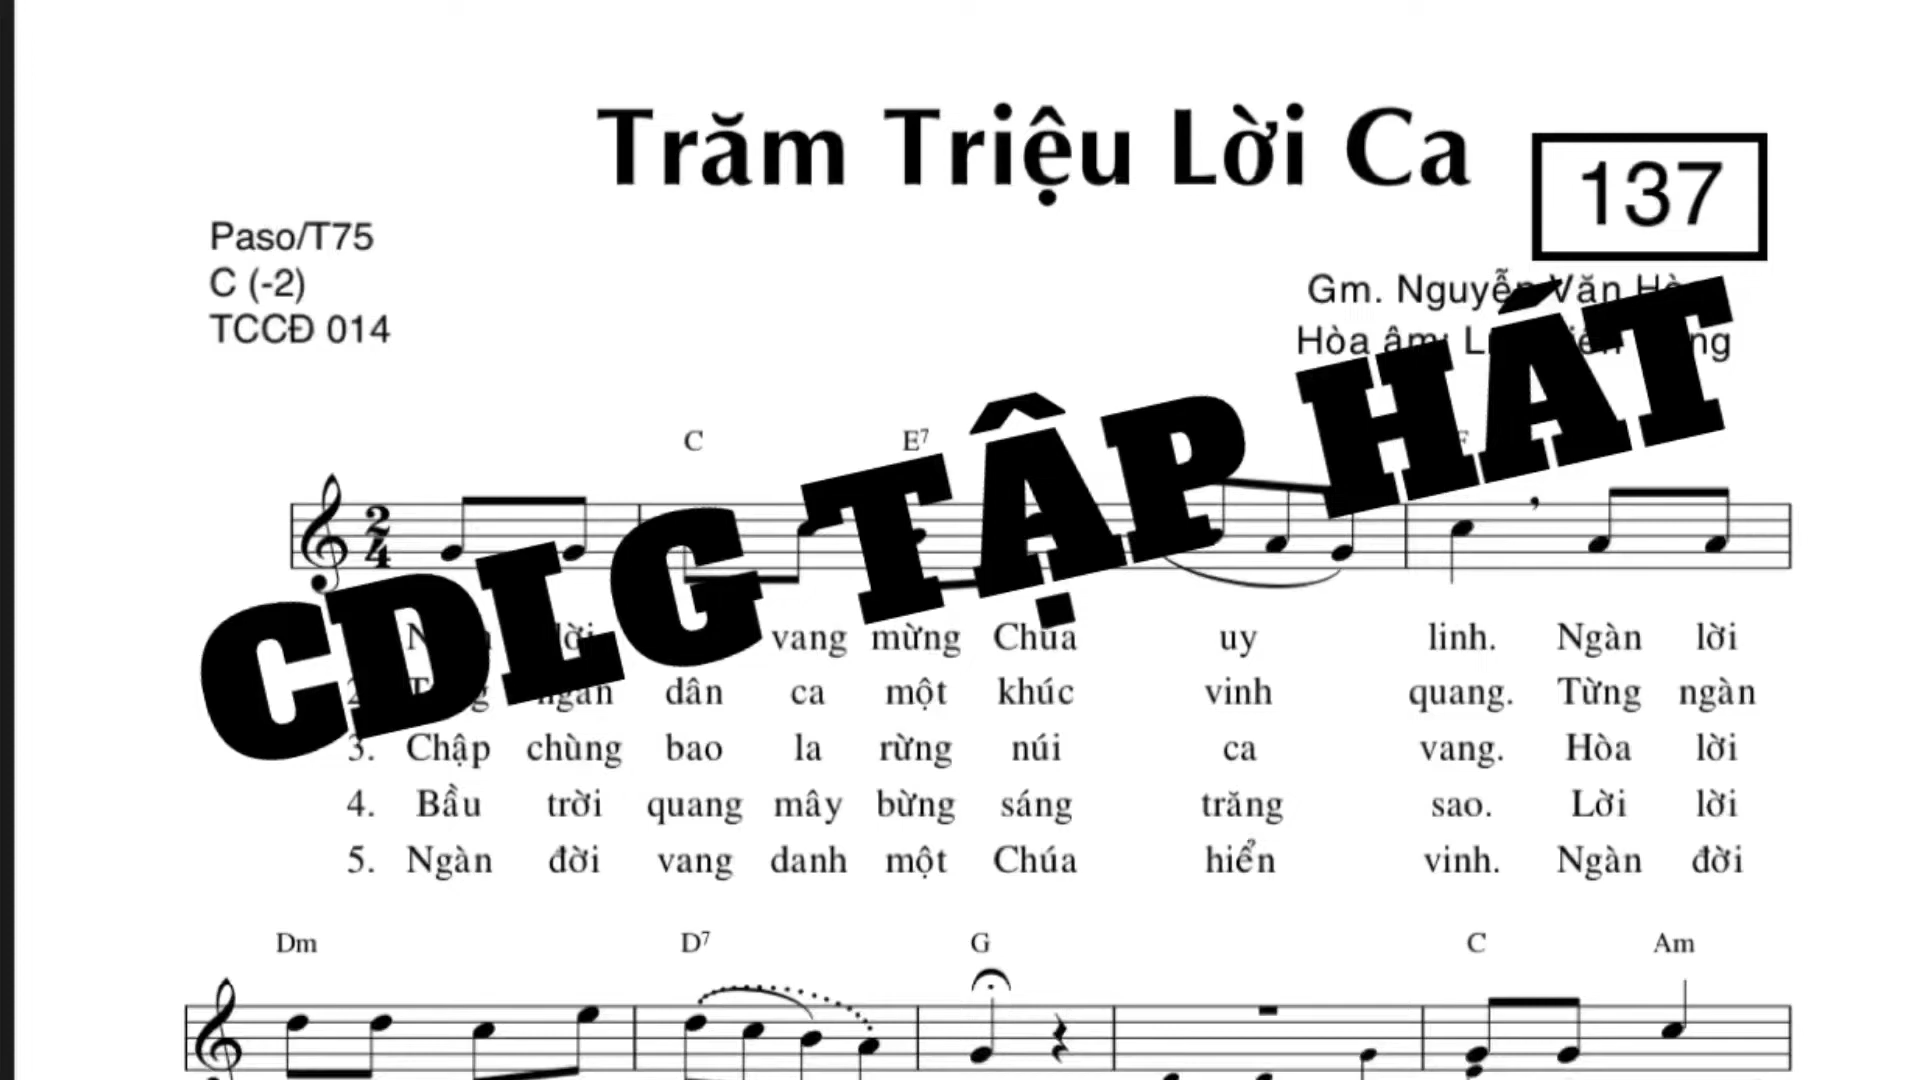 Trăm Triệu Lời Ca
137
Paso/T75
C (-2)
TCCĐ 014
Gm. Nguyễn Văn
Hòa âm:
CDLG TẬP HÁT
C E7 F
2
4
vang mừng Chúa uy linh. Ngàn lời
ngàn dân ca một khúc vinh quang. Từng ngàn
3. Chập chùng bao la rừng núi ca vang. Hòa lời
4. Bầu trời quang mây bừng sáng trăng sao. Lời lời
5. Ngàn đời vang danh một Chúa hiển vinh. Ngàn đời
Dm D7 G C Am